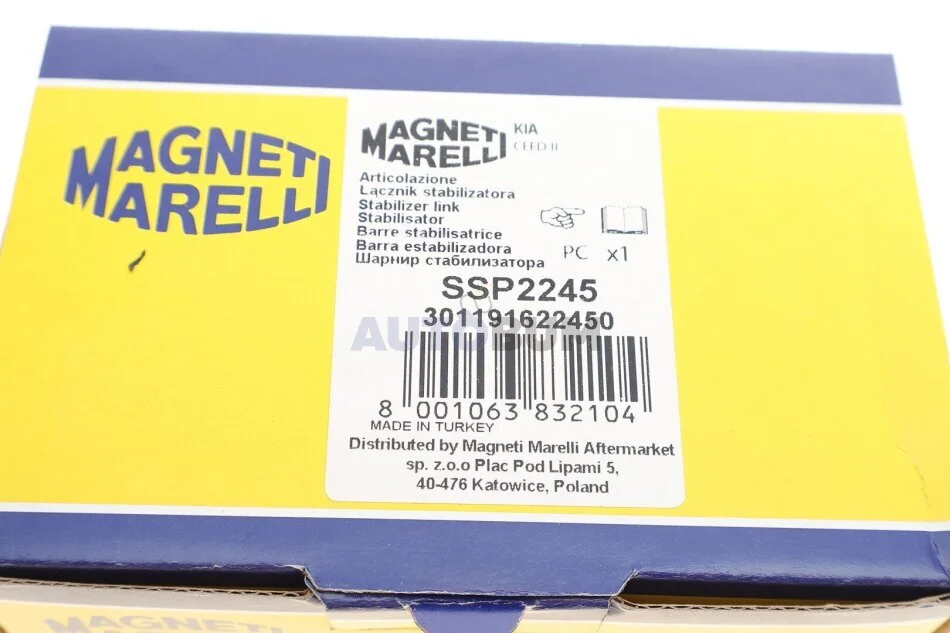 MAGNETI
MARELLI
MAGNETI
MARELLI
KIA
CEED II
Articolazione
Łącznik stabilizatora
Stabilizer link
Stabilisator
Barre stabilisatrice
Barra estabilizadora
Шарнир стабилизатора
PC x1
SSP2245
301191622450
AUTOBUM
8 001063 832104
MADE IN TURKEY
Distributed by Magneti Marelli Aftermarket
sp. z.o.o Plac Pod Lipami 5,
40-476 Katowice, Poland
MAGNETI